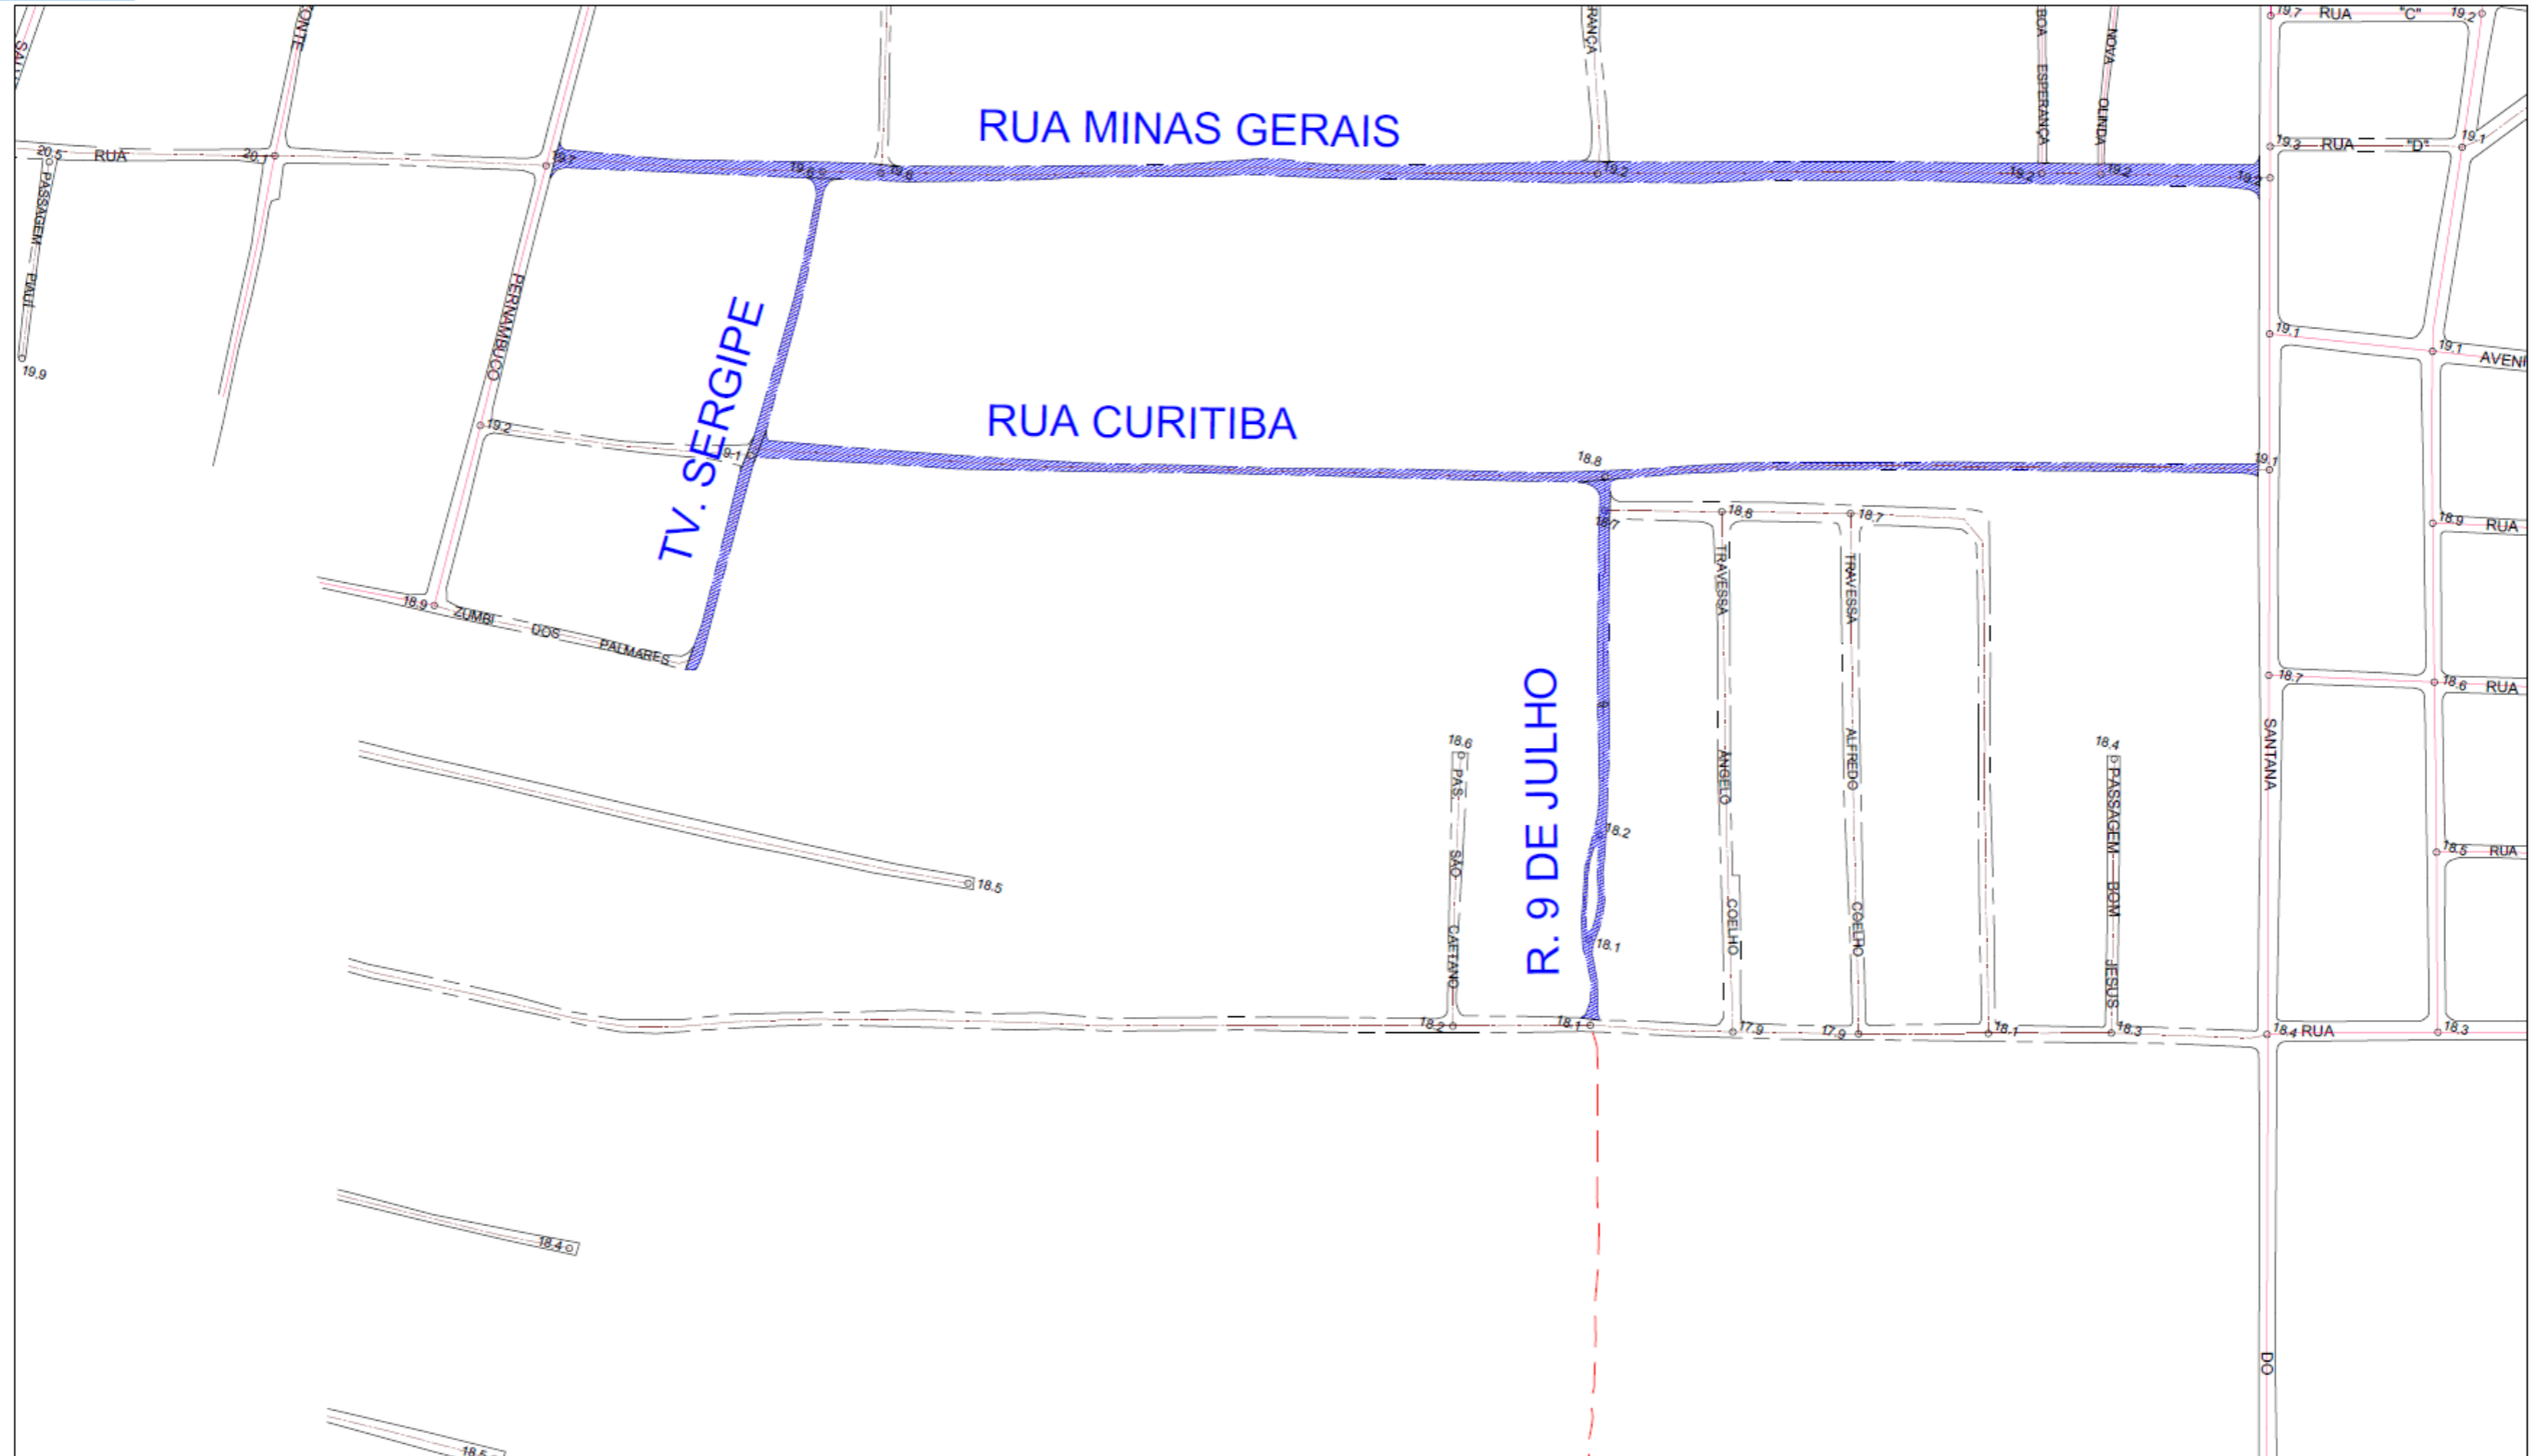 RUA "C"
19.7
19.2
BOA ESPERANÇA
NOVA OLINDA
RUA MINAS GERAIS
20.5
RUA
20.1
19.7
19.6
19.6
19.2
19.2
19.2
19.2
19.3
RUA "D"
19.1
PASSAGEM PIAUÍ
19.9
PERNAMBUCO
TV. SERGIPE
19.1
19.1
RUA CURITIBA
19.2
18.8
19.1
18.7
18.8
18.7
18.9
RUA
TRAVESSA ÂNGELO COELHO
TRAVESSA ALFREDO COELHO
18.9
ZUMBI DOS PALMARES
18.7
18.6
RUA
SANTANA
R. 9 DE JULHO
18.6
PAS. SÃO CAETANO
18.4
PASSAGEM BOM JESUS
18.2
18.5
RUA
18.5
18.1
18.2
18.1
17.9
17.9
18.1
18.3
18.4
RUA
18.3
18.4
DO